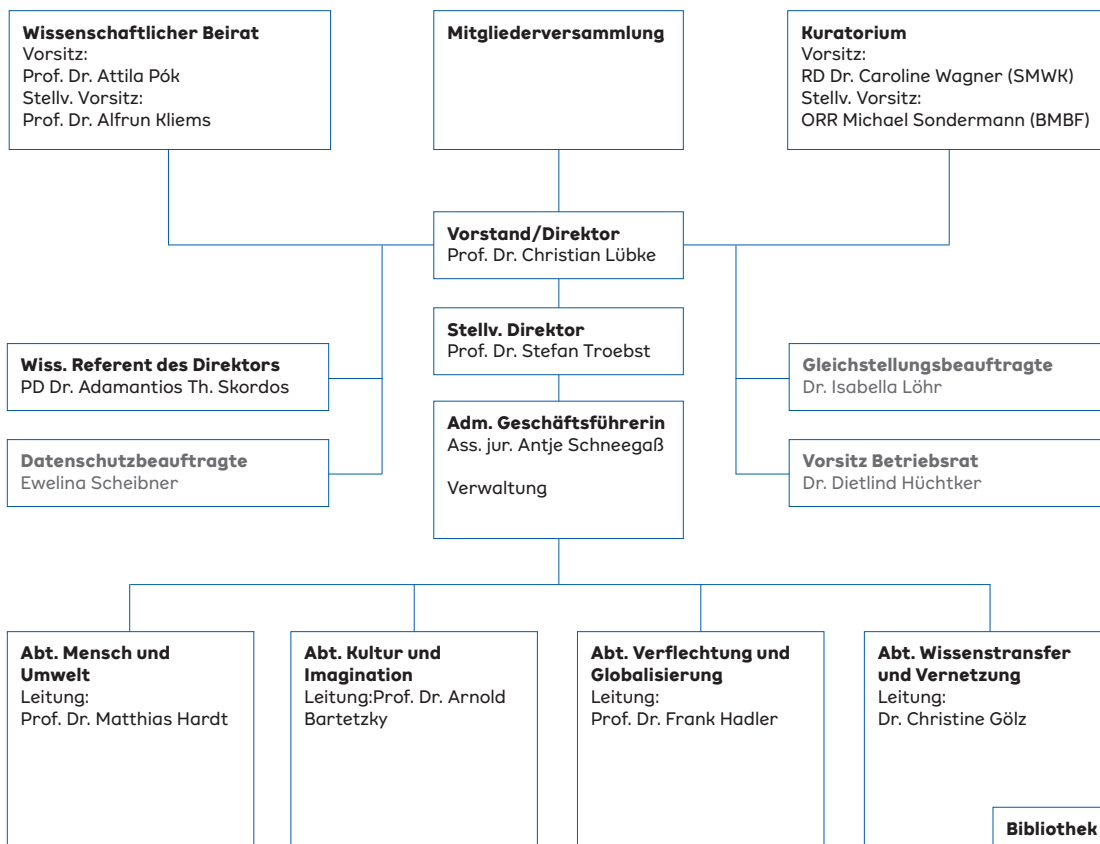 Wissenschaftlicher Beirat
Vorsitz:
Prof. Dr. Attila Pók
Stellv. Vorsitz:
Prof. Dr. Alfrun Kliems
Mitgliederversammlung
Kuratorium
Vorsitz:
RD Dr. Caroline Wagner (SMWK)
Stellv. Vorsitz:
ORR Michael Sondermann (BMBF)
Vorstand/Direktor
Prof. Dr. Christian Lübke
Stellv. Direktor
Prof. Dr. Stefan Troebst
Wiss. Referent des Direktors
PD Dr. Adamantios Th. Skordos
Gleichstellungsbeauftragte
Dr. Isabella Löhr
Adm. Geschäftsführerin
Ass. jur. Antje Schneegaß
Verwaltung
Datenschutzbeauftragte
Ewelina Scheibner
Vorsitz Betriebsrat
Dr. Dietlind Hüchtker
Abt. Mensch und
Umwelt
Leitung:
Prof. Dr. Matthias Hardt
Abt. Kultur und
Imagination
Leitung:Prof. Dr. Arnold
Bartetzky
Abt. Verflechtung und
Globalisierung
Leitung:
Prof. Dr. Frank Hadler
Abt. Wissenstransfer
und Vernetzung
Leitung:
Dr. Christine Gölz
Bibliothek